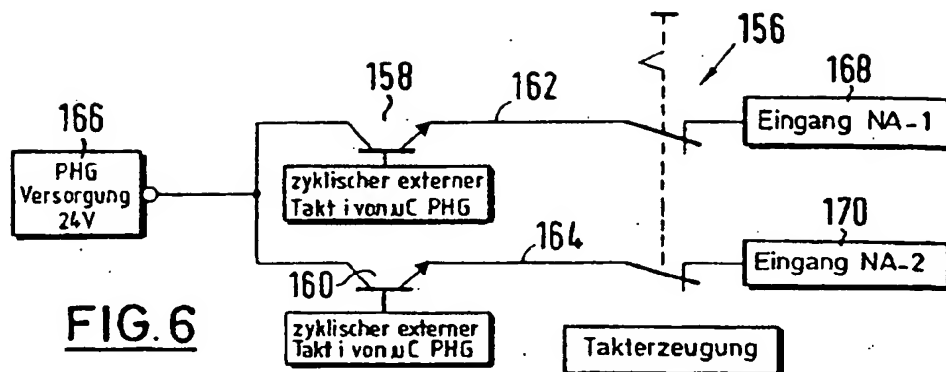 156
158
162
168
166
Eingang NA-1
PHG
Versorgung
24V
zyklischer externer
Takt i von µC PHG
164
170
160
Eingang NA-2
FIG. 6
zyklischer externer
Takt i von µC PHG
Takterzeugung